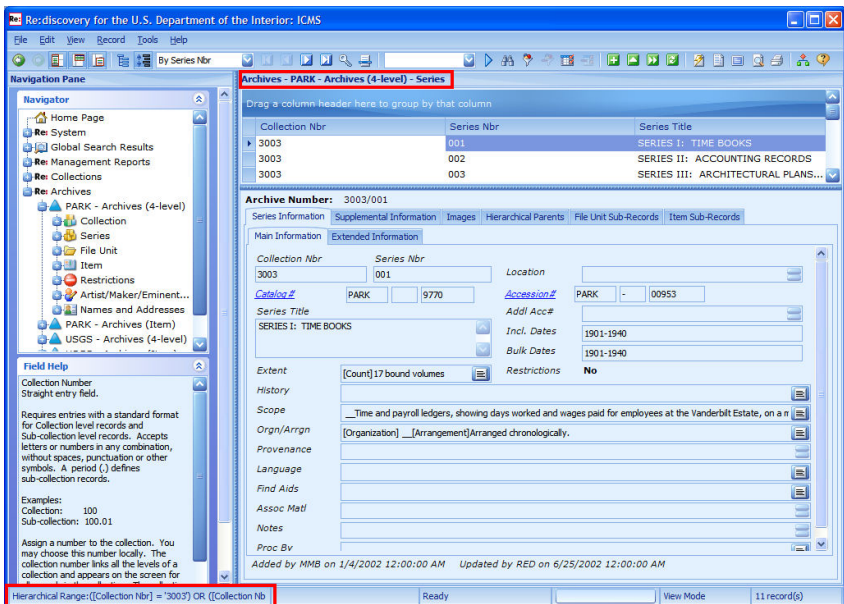 Re: Re:discovery for the U.S. Department of the Interior: ICMS
File Edit View Record Tools Help
By Series Nbr
Navigation Pane
Navigator
Home Page
Re: System
Global Search Results
Re: Management Reports
Re: Collections
Re: Archives
PARK - Archives (4-level)
Collection
Series
File Unit
Item
Restrictions
Artist/Maker/Eminent...
Names and Addresses
PARK - Archives (Item)
USGS - Archives (4-level)
Field Help
Collection Number
Straight entry field.
Requires entries with a standard format
for Collection level records and
Sub-collection level records. Accepts
letters or numbers in any combination,
without spaces, punctuation or other
symbols. A period (.) defines
sub-collection records.
Examples:
Collection: 100
Sub-collection: 100.01
Assign a number to the collection. You
may choose this number locally. The
collection number links all the levels of a
collection and appears on the screen for
Archives - PARK - Archives (4-level) - Series
Drag a column header here to group by that column
Collection Nbr Series Nbr Series Title
3003 001 SERIES I: TIME BOOKS
3003 002 SERIES II: ACCOUNTING RECORDS
3003 003 SERIES III: ARCHITECTURAL PLANS...
Archive Number: 3003/001
Series Information Supplemental Information Images Hierarchical Parents File Unit Sub-Records Item Sub-Records
Main Information Extended Information
Collection Nbr Series Nbr
3003 001 Location
Catalog # PARK 9770 Accession# PARK - 00953
Series Title Addl Acc#
SERIES I: TIME BOOKS
Incl. Dates 1901-1940
Bulk Dates 1901-1940
Extent [Count]17 bound volumes Restrictions No
History
Scope __Time and payroll ledgers, showing days worked and wages paid for employees at the Vanderbilt Estate, on a m
Orgn/Arrgn [Organization] __[Arrangement]Arranged chronologically.
Provenance
Language
Find Aids
Assoc Matl
Notes
Proc By
Added by MMB on 1/4/2002 12:00:00 AM Updated by RED on 6/25/2002 12:00:00 AM
Hierarchical Range:([Collection Nbr] = '3003') OR ([Collection Nb Ready View Mode 11 record(s)